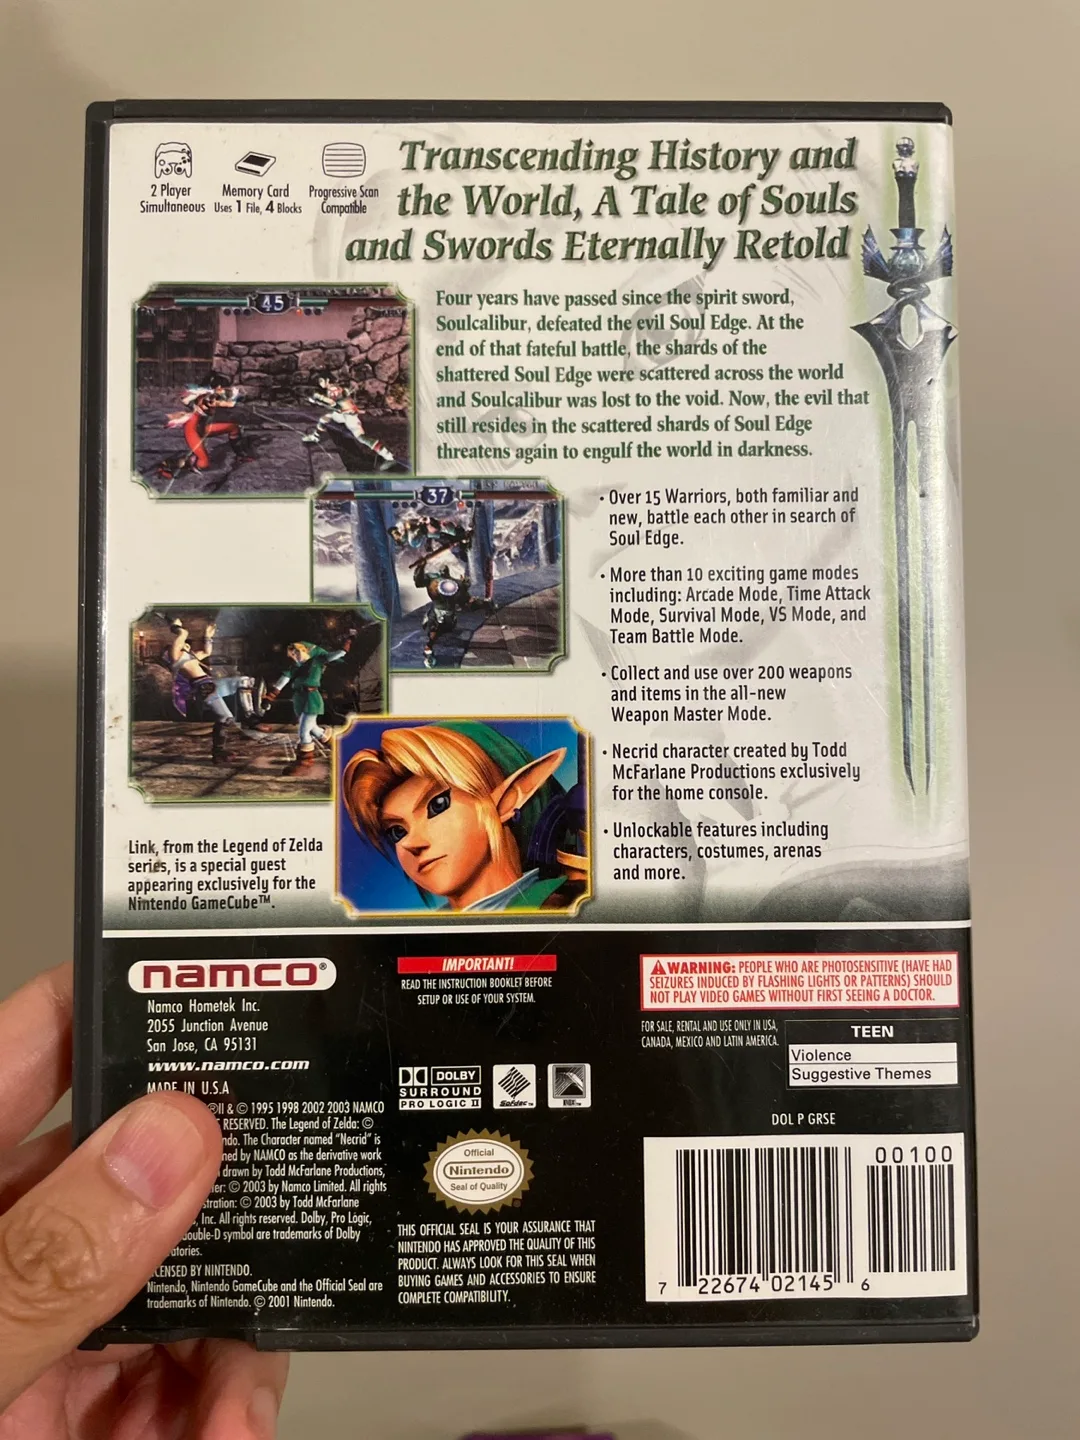 2 Player
Simultaneous
Memory Card
Uses 1 File, 4 Blocks
Progressive Scan
Compatible
Transcending History and
the World, A Tale of Souls
and Swords Eternally Retold
45
Four years have passed since the spirit sword,
Soulcalibur, defeated the evil Soul Edge. At the
end of that fateful battle, the shards of the
shattered Soul Edge were scattered across the world
and Soulcalibur was lost to the void. Now, the evil that
still resides in the scattered shards of Soul Edge
threatens again to engulf the world in darkness.
37
• Over 15 Warriors, both familiar and
new, battle each other in search of
Soul Edge.
• More than 10 exciting game modes
including: Arcade Mode, Time Attack
Mode, Survival Mode, VS Mode, and
Team Battle Mode.
• Collect and use over 200 weapons
and items in the all-new
Weapon Master Mode.
• Necrid character created by Todd
McFarlane Productions exclusively
for the home console.
• Unlockable features including
characters, costumes, arenas
and more.
Link, from the Legend of Zelda
series, is a special guest
appearing exclusively for the
Nintendo GameCube™.
namco®
Namco Hometek Inc.
2055 Junction Avenue
San Jose, CA 95131
www.namco.com
MADE IN U.S.A
®II & © 1995 1998 2002 2003 NAMCO
RESERVED. The Legend of Zelda: ©
The Character named "Necrid" is
by NAMCO as the derivative work
drawn by Todd McFarlane Productions,
© 2003 by Namco Limited. All rights
© 2003 by Todd McFarlane
Inc. All rights reserved. Dolby, Pro Logic,
double-D symbol are trademarks of Dolby
LICENSED BY NINTENDO.
Nintendo, Nintendo GameCube and the Official Seal are
trademarks of Nintendo. © 2001 Nintendo.
IMPORTANT!
READ THE INSTRUCTION BOOKLET BEFORE
SETUP OR USE OF YOUR SYSTEM.
DOLBY
SURROUND
PRO LOGIC II
Sofdec™
Official
Nintendo
Seal of Quality
THIS OFFICIAL SEAL IS YOUR ASSURANCE THAT
NINTENDO HAS APPROVED THE QUALITY OF THIS
PRODUCT. ALWAYS LOOK FOR THIS SEAL WHEN
BUYING GAMES AND ACCESSORIES TO ENSURE
COMPLETE COMPATIBILITY.
WARNING: PEOPLE WHO ARE PHOTOSENSITIVE (HAVE HAD
SEIZURES INDUCED BY FLASHING LIGHTS OR PATTERNS) SHOULD
NOT PLAY VIDEO GAMES WITHOUT FIRST SEEING A DOCTOR.
FOR SALE, RENTAL AND USE ONLY IN USA,
CANADA, MEXICO AND LATIN AMERICA.
TEEN
Violence
Suggestive Themes
DOL P GRSE
00100
7 22674 02145 6